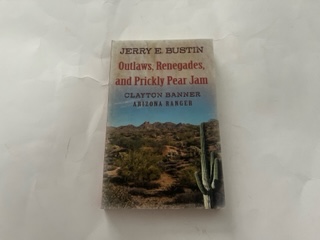 JERRY E. BUSTIN
Outlaws, Renegades,
and Prickly Pear Jam
CLAYTON BANNER
ARIZONA RANGER